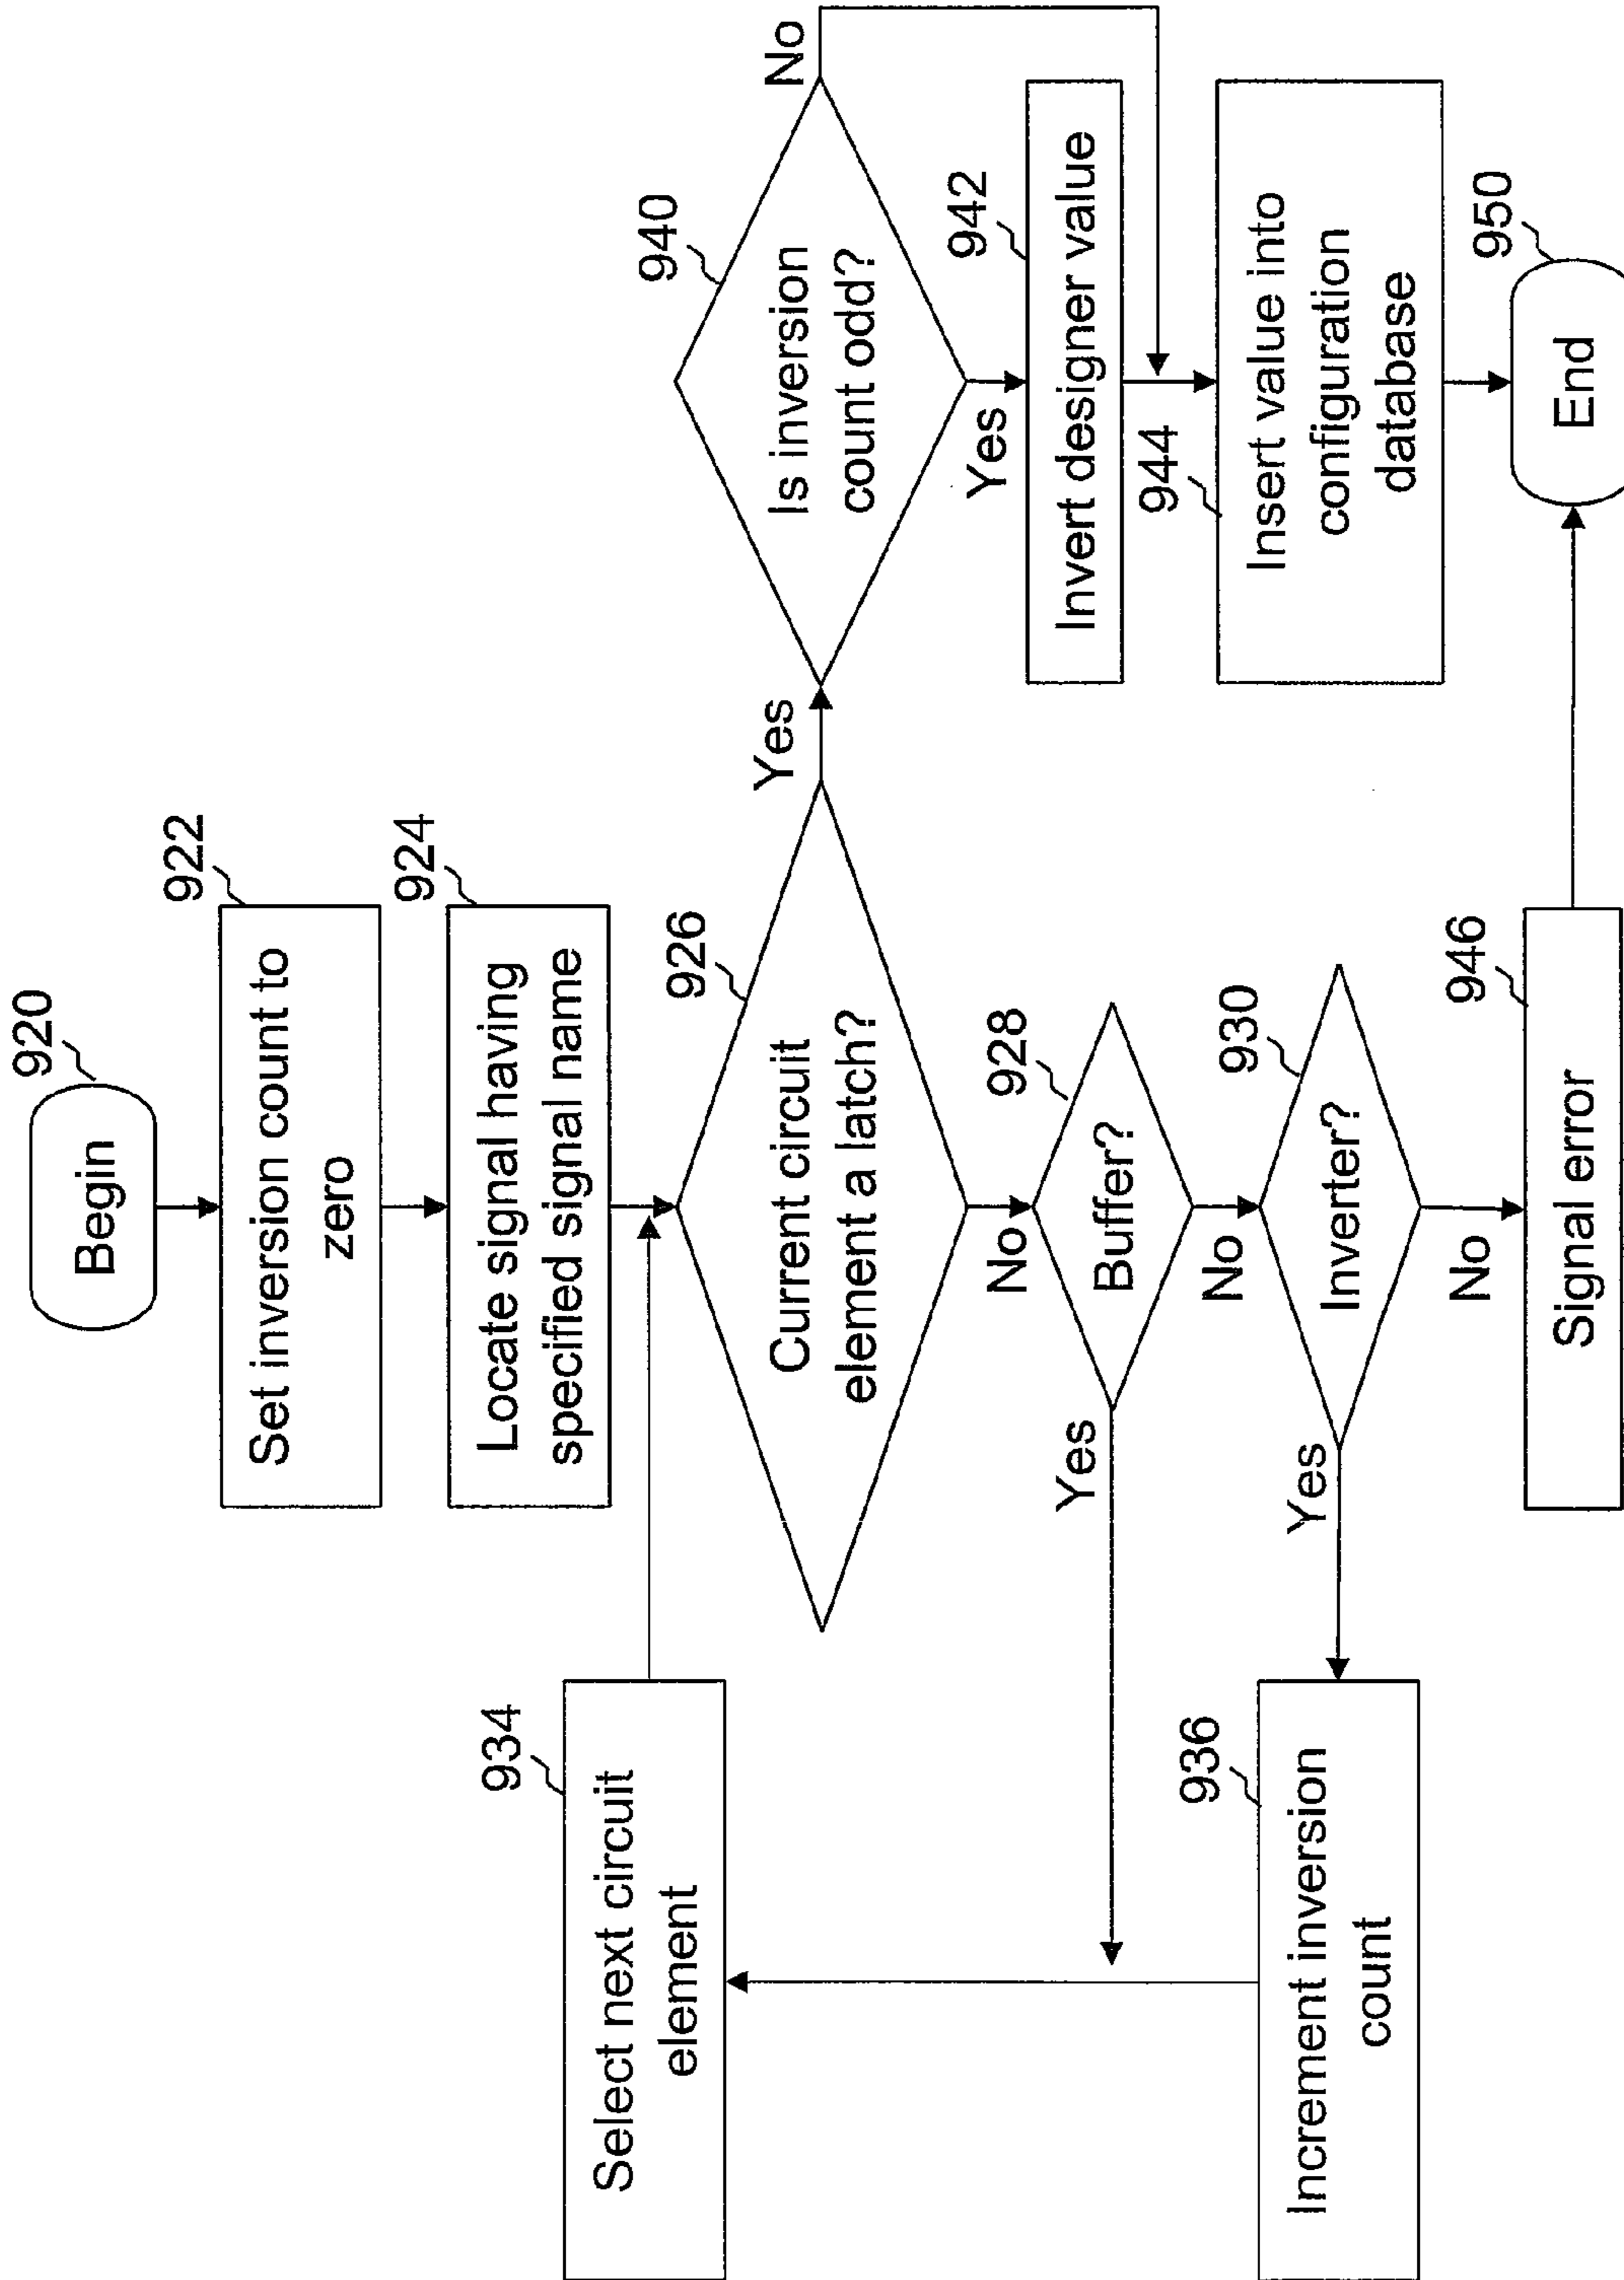 920
Begin
922
Set inversion count to
zero
924
Locate signal having
specified signal name
926
Current circuit
element a latch?
Yes
No
928
Buffer?
Yes
No
930
Inverter?
Yes
No
934
Select next circuit
element
936
Increment inversion
count
940
Is inversion
count odd?
No
Yes
942
Invert designer value
944
Insert value into
configuration
database
946
Signal error
950
End